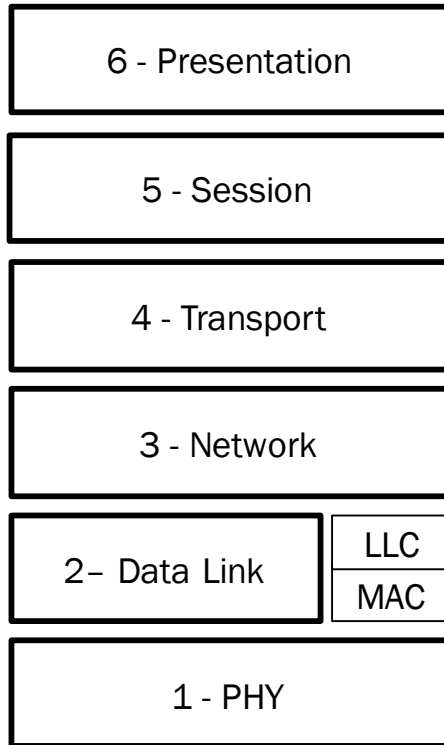 6 - Presentation
5 - Session
4 - Transport
3 - Network
2– Data Link
LLC
MAC
1 - PHY